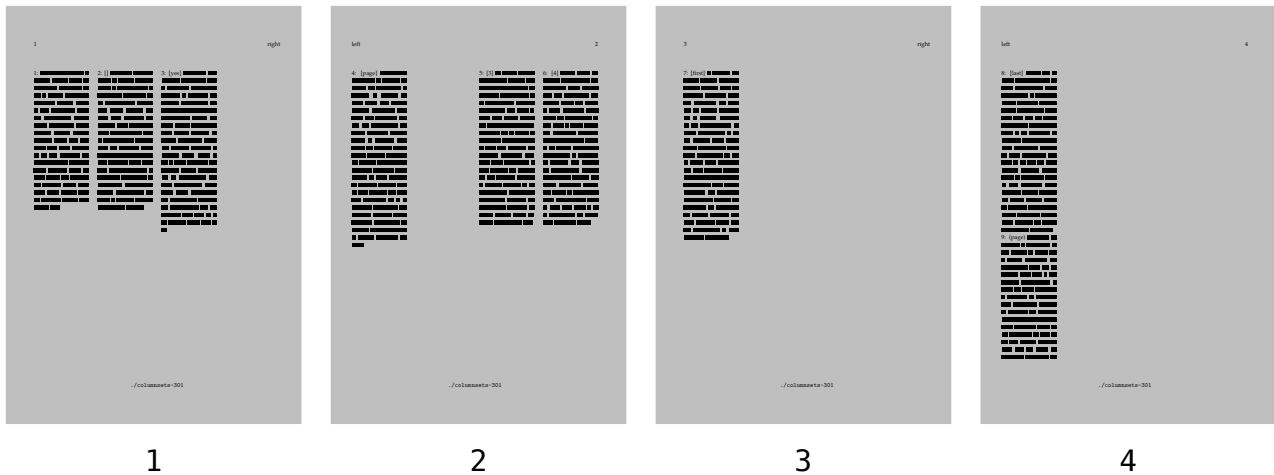 1 right
1:
2: []
3: [yes]
./columnsets-301
1
left 2
4: [page]
5: [3]
6: [4]
./columnsets-301
2
3 right
7: [first]
./columnsets-301
3
left 4
8: [last]
9: [page]
./columnsets-301
4